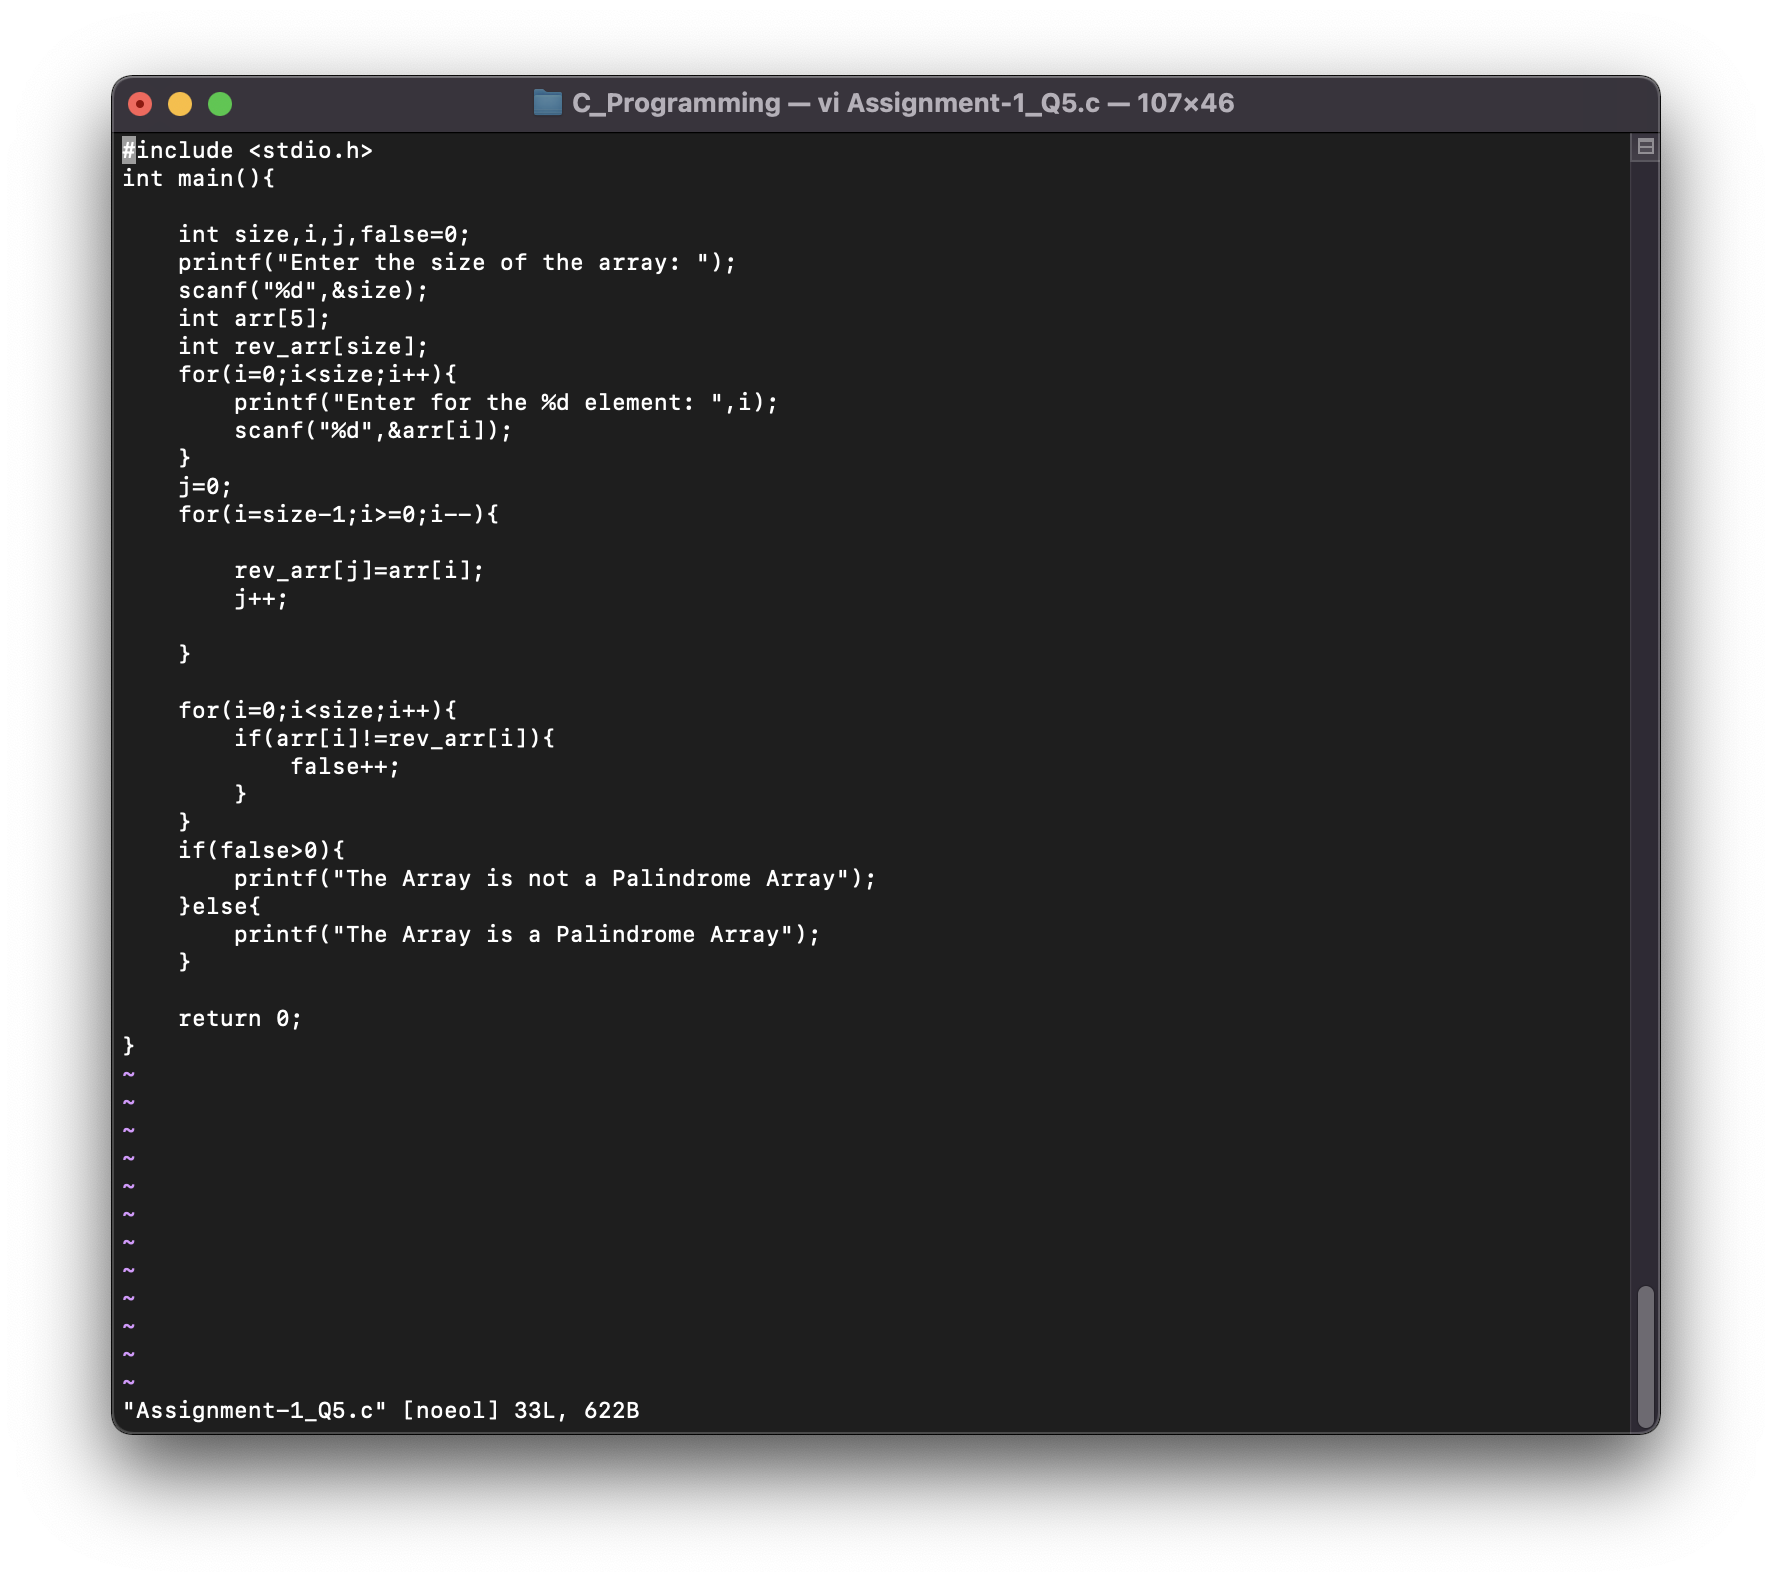 C_Programming — vi Assignment-1_Q5.c — 107×46
#include <stdio.h>
int main(){
    int size,i,j,false=0;
    printf("Enter the size of the array: ");
    scanf("%d",&size);
    int arr[5];
    int rev_arr[size];
    for(i=0;i<size;i++){
        printf("Enter for the %d element: ",i);
        scanf("%d",&arr[i]);
    }
    j=0;
    for(i=size-1;i>=0;i--){
        rev_arr[j]=arr[i];
        j++;
    }
    for(i=0;i<size;i++){
        if(arr[i]!=rev_arr[i]){
            false++;
        }
    }
    if(false>0){
        printf("The Array is not a Palindrome Array");
    }else{
        printf("The Array is a Palindrome Array");
    }
    return 0;
}
~
~
~
~
~
~
~
~
~
~
~
~
"Assignment-1_Q5.c" [noeol] 33L, 622B